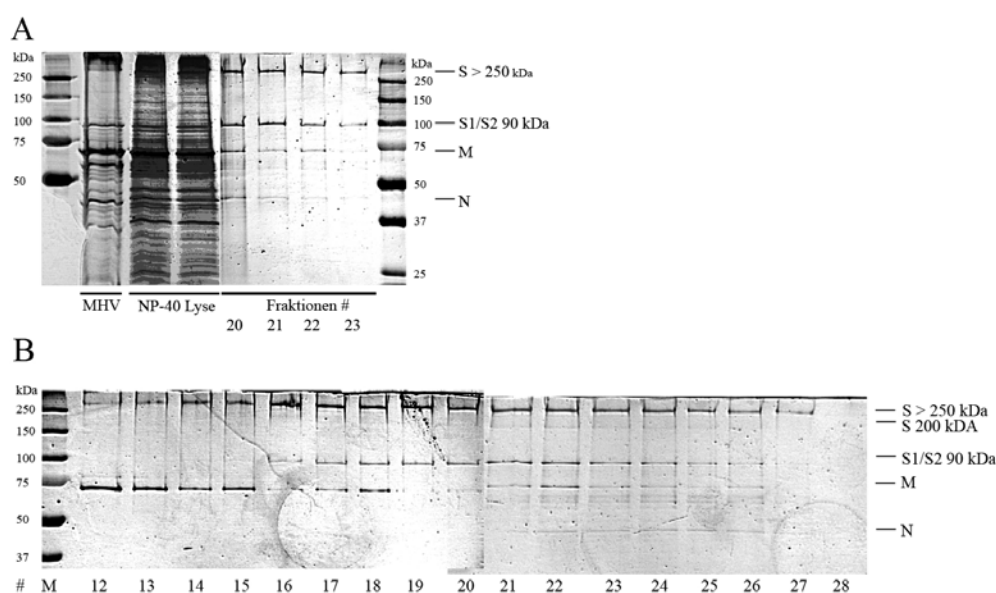 A
kDa
250
150
100
75
50
kDa
250
150
100
75
50
37
25
S > 250 kDa
S1/S2 90 kDa
M
N
MHV NP-40 Lyse Fraktionen #
20 21 22 23
B
kDa
250
150
100
75
50
37
S > 250 kDa
S 200 kDA
S1/S2 90 kDa
M
N
# M 12 13 14 15 16 17 18 19 20 21 22 23 24 25 26 27 28